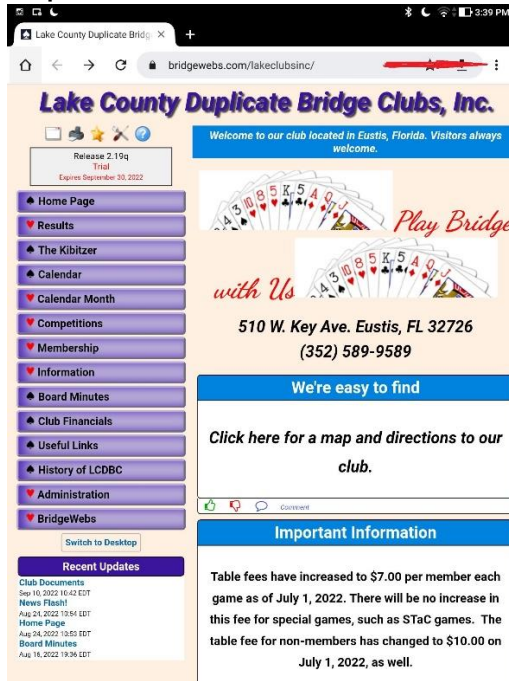 3:39 PM
Lake County Duplicate Bridg
bridgewebs.com/lakeclubsinc/
Lake County Duplicate Bridge Clubs, Inc.
Release 2.19q
Trial
Expires September 30, 2022
Home Page
Results
The Kibitzer
Calendar
Calendar Month
Competitions
Membership
Information
Board Minutes
Club Financials
Useful Links
History of LCDBC
Administration
BridgeWebs
Switch to Desktop
Recent Updates
Club Documents
Sep 10, 2022 10:42 EDT
News Flash!
Aug 24, 2022 10:54 EDT
Home Page
Aug 24, 2022 10:53 EDT
Board Minutes
Aug 16, 2022 19:36 EDT
Welcome to our club located in Eustis, Florida. Visitors always
welcome.
Play Bridge
with Us
510 W. Key Ave. Eustis, FL 32726
(352) 589-9589
We're easy to find
Click here for a map and directions to our
club.
Comment
Important Information
Table fees have increased to $7.00 per member each
game as of July 1, 2022. There will be no increase in
this fee for special games, such as STaC games. The
table fee for non-members has changed to $10.00 on
July 1, 2022, as well.